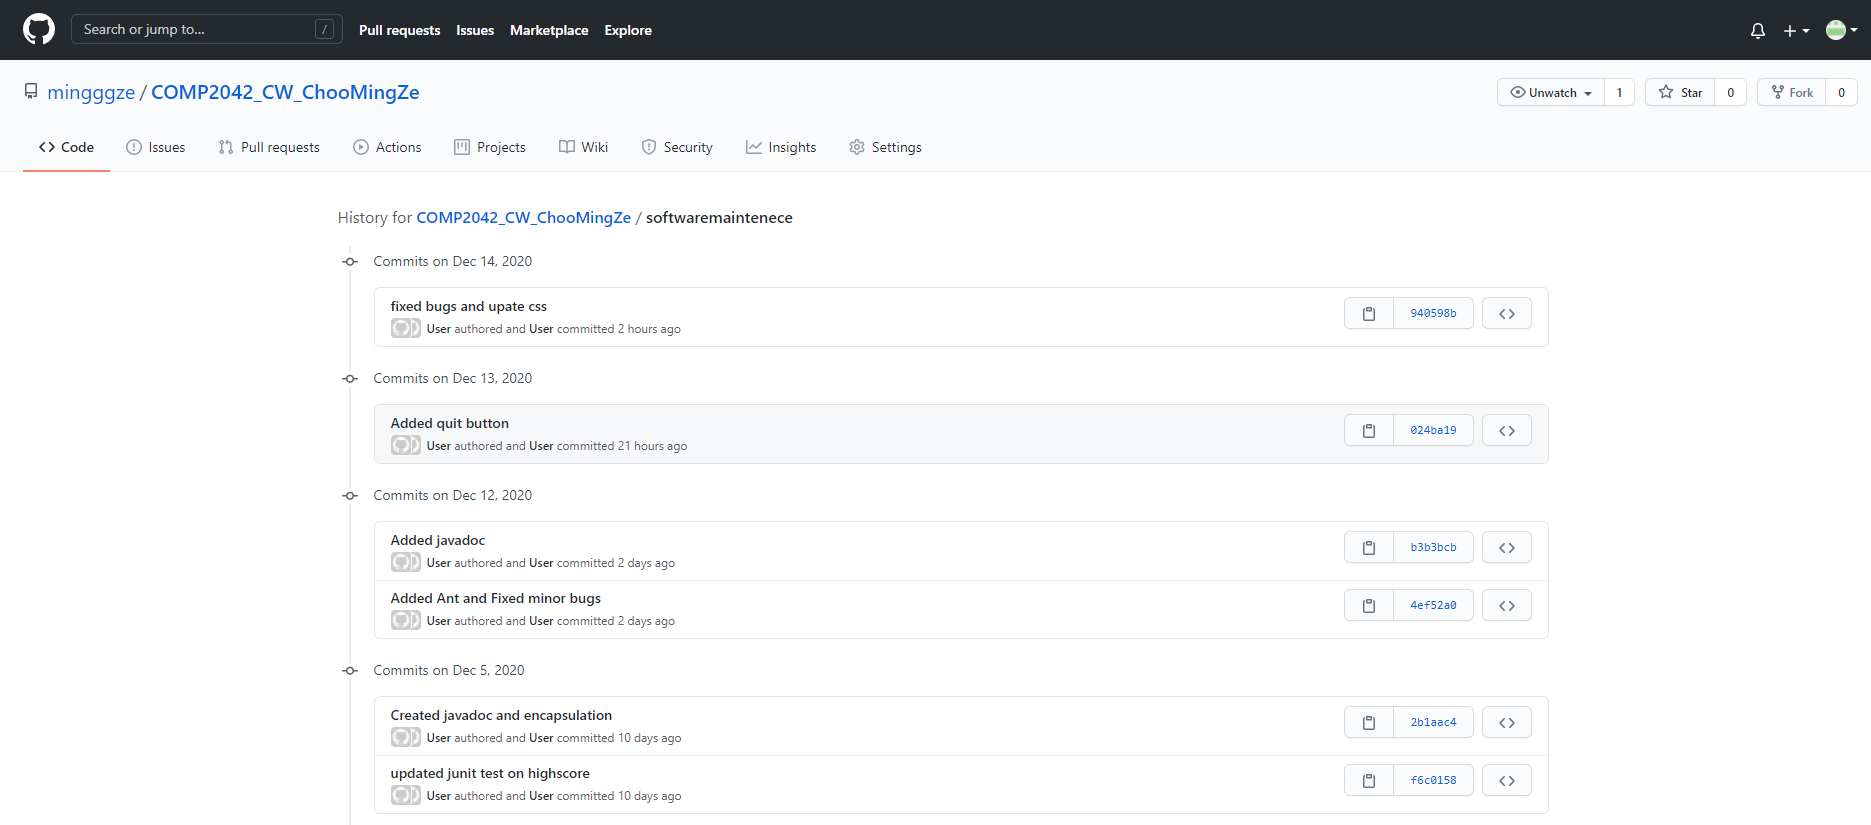 Search or jump to... /
Pull requests Issues Marketplace Explore
mingggze / COMP2042_CW_ChooMingZe
Unwatch 1 Star 0 Fork 0
Code Issues Pull requests Actions Projects Wiki Security Insights Settings
History for COMP2042_CW_ChooMingZe / softwaremaintenece
Commits on Dec 14, 2020
fixed bugs and upate css
User authored and User committed 2 hours ago
940598b
Commits on Dec 13, 2020
Added quit button
User authored and User committed 21 hours ago
024ba19
Commits on Dec 12, 2020
Added javadoc
User authored and User committed 2 days ago
b3b3bcb
Added Ant and Fixed minor bugs
User authored and User committed 2 days ago
4ef52a0
Commits on Dec 5, 2020
Created javadoc and encapsulation
User authored and User committed 10 days ago
2b1aac4
updated junit test on highscore
User authored and User committed 10 days ago
f6c0158